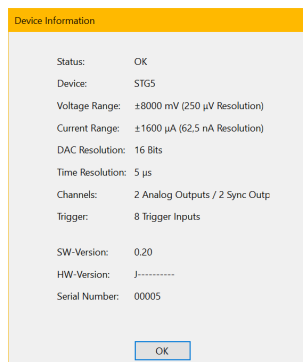 Device Information
Status: OK
Device: STG5
Voltage Range: ±8000 mV (250 µV Resolution)
Current Range: ±1600 µA (62,5 nA Resolution)
DAC Resolution: 16 Bits
Time Resolution: 5 µs
Channels: 2 Analog Outputs / 2 Sync Outp
Trigger: 8 Trigger Inputs
SW-Version: 0.20
HW-Version: J----------
Serial Number: 00005
OK